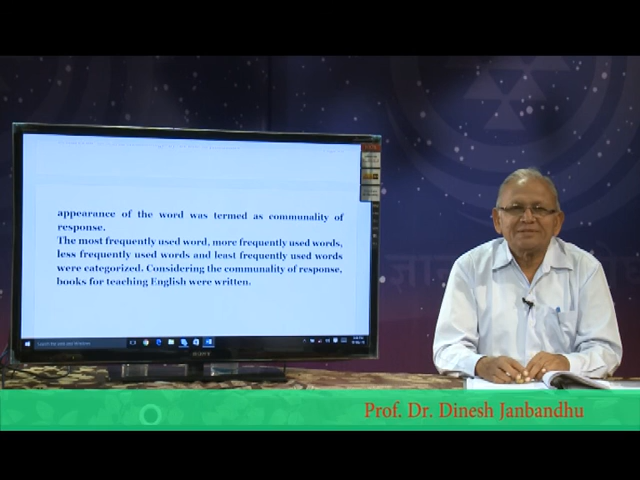 appearance of the word was termed as communality of
response.
The most frequently used word, more frequently used words,
less frequently used words and least frequently used words
were categorized. Considering the communality of response,
books for teaching English were written.
SONY
Prof. Dr. Dinesh Janbandhu